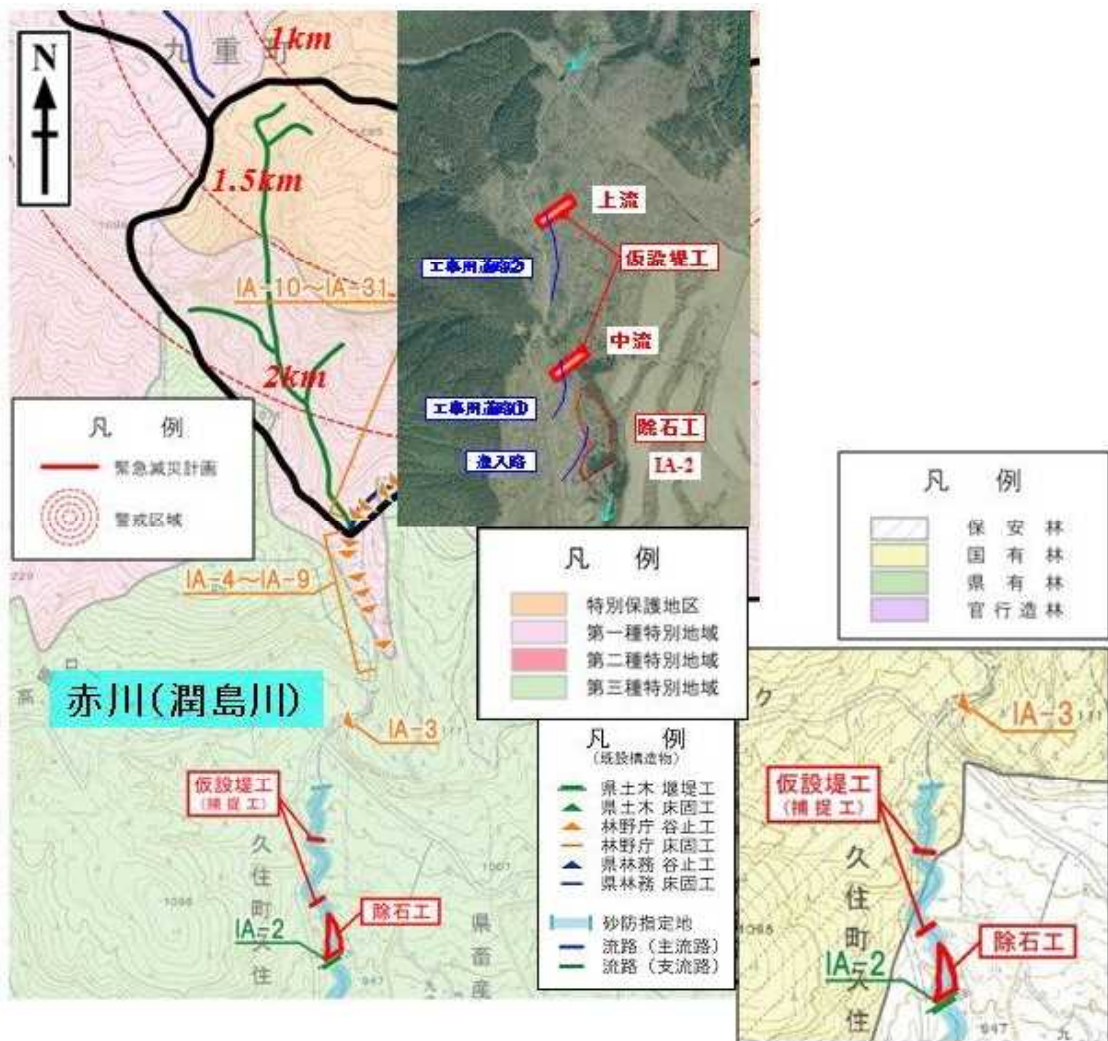 N
九重町
1km
1.5km
IA-10～IA-31
2km
凡例
緊急減災計画
警戒区域
IA-4～IA-9
赤川(潤島川)
IA-3
仮設堤工
(捕捉工)
久住町久住
除石工
IA-2
947
県畜産
上流
仮設堤工
工事用道路②
中流
工事用道路①
除石工
進入路
IA-2
凡例
特別保護地区
第一種特別地域
第二種特別地域
第三種特別地域
凡例
(既設構造物)
県土木 堰堤工
県土木 床固工
林野庁 谷止工
林野庁 床固工
県林務 谷止工
県林務 床固工
砂防指定地
流路（主流路）
流路（支流路）
凡例
保安林
国有林
県有林
官行造林
IA-3
仮設堤工
(捕捉工)
久住町久住
除石工
IA-2
947
九